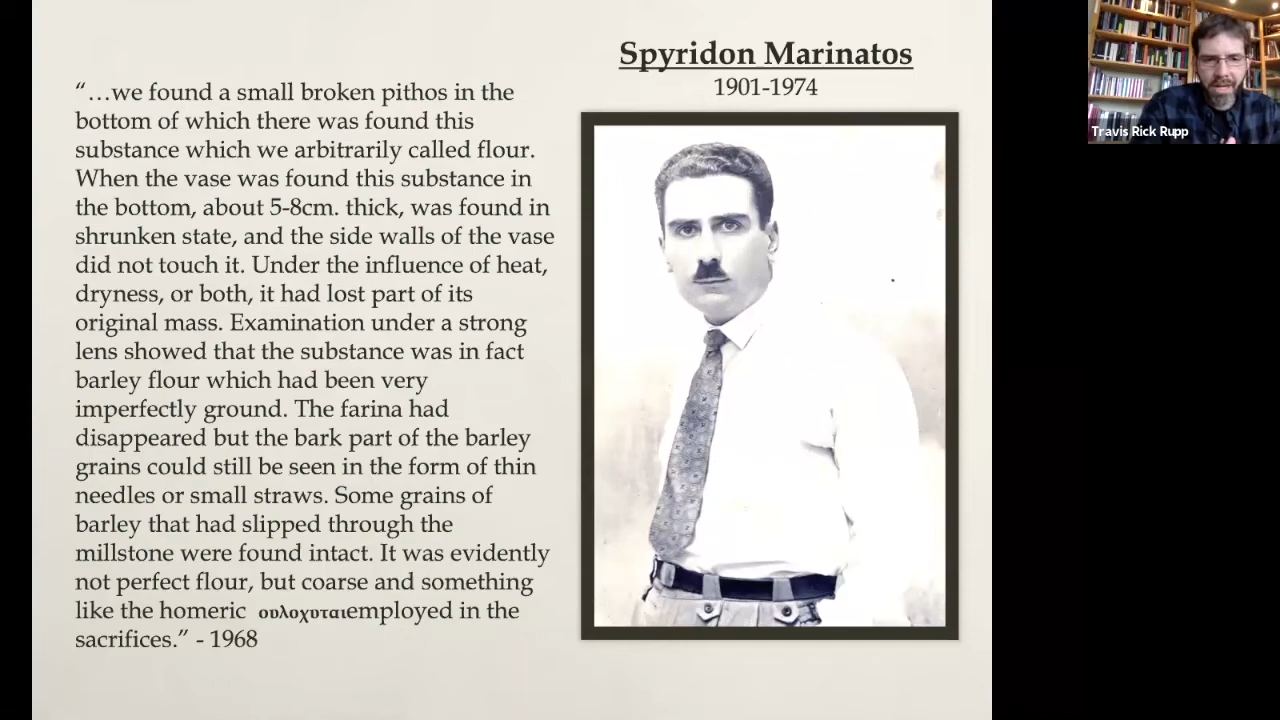 Spyridon Marinatos
1901-1974
“…we found a small broken pithos in the
bottom of which there was found this
substance which we arbitrarily called flour.
When the vase was found this substance in
the bottom, about 5-8cm. thick, was found in
shrunken state, and the side walls of the vase
did not touch it. Under the influence of heat,
dryness, or both, it had lost part of its
original mass. Examination under a strong
lens showed that the substance was in fact
barley flour which had been very
imperfectly ground. The farina had
disappeared but the bark part of the barley
grains could still be seen in the form of thin
needles or small straws. Some grains of
barley that had slipped through the
millstone were found intact. It was evidently
not perfect flour, but coarse and something
like the homeric ουλοχυταιemployed in the
sacrifices.” - 1968
Travis Rick Rupp